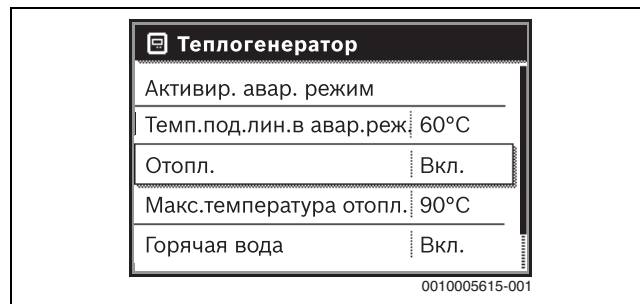 Теплогенератор
Активир. авар. режим
Темп.под.лин.в авар.реж. 60°C
Отопл. Вкл.
Макс.температура отопл. 90°C
Горячая вода Вкл.
0010005615-001